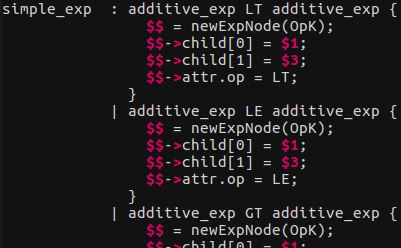 simple_exp : additive_exp LT additive_exp {
$$ = newExpNode(OpK);
$$->child[0] = $1;
$$->child[1] = $3;
$$->attr.op = LT;
}
| additive_exp LE additive_exp {
$$ = newExpNode(OpK);
$$->child[0] = $1;
$$->child[1] = $3;
$$->attr.op = LE;
}
| additive_exp GT additive_exp {
$$ = newExpNode(OpK);
$$->child[0] = $1;